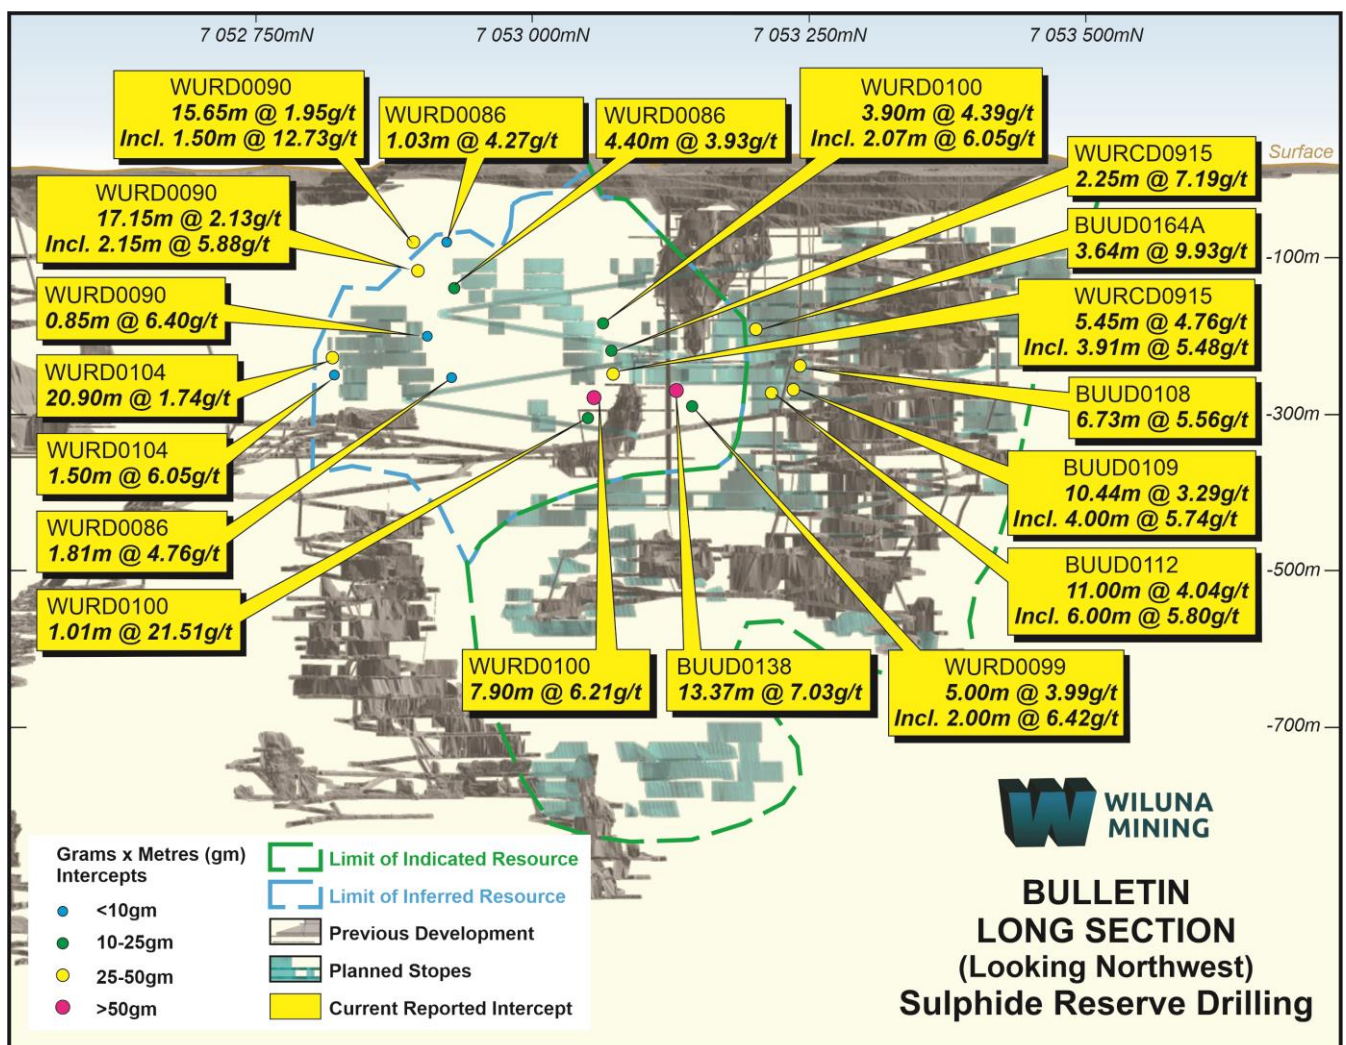 7 052 750mN
7 053 000mN
7 053 250mN
7 053 500mN
WURD0090
15.65m @ 1.95g/t
Incl. 1.50m @ 12.73g/t
WURD0086
1.03m @ 4.27g/t
WURD0086
4.40m @ 3.93g/t
WURD0100
3.90m @ 4.39g/t
Incl. 2.07m @ 6.05g/t
Surface
WURCD0915
2.25m @ 7.19g/t
WURD0090
17.15m @ 2.13g/t
Incl. 2.15m @ 5.88g/t
BUUD0164A
3.64m @ 9.93g/t
-100m
WURD0090
0.85m @ 6.40g/t
WURCD0915
5.45m @ 4.76g/t
Incl. 3.91m @ 5.48g/t
WURD0104
20.90m @ 1.74g/t
BUUD0108
6.73m @ 5.56g/t
-300m
WURD0104
1.50m @ 6.05g/t
BUUD0109
10.44m @ 3.29g/t
Incl. 4.00m @ 5.74g/t
WURD0086
1.81m @ 4.76g/t
BUUD0112
11.00m @ 4.04g/t
Incl. 6.00m @ 5.80g/t
-500m
WURD0100
1.01m @ 21.51g/t
WURD0100
7.90m @ 6.21g/t
BUUD0138
13.37m @ 7.03g/t
WURD0099
5.00m @ 3.99g/t
Incl. 2.00m @ 6.42g/t
-700m
WILUNA
MINING
Grams x Metres (gm)
Intercepts
<10gm
10-25gm
25-50gm
>50gm
Limit of Indicated Resource
Limit of Inferred Resource
Previous Development
Planned Stopes
Current Reported Intercept
BULLETIN
LONG SECTION
(Looking Northwest)
Sulphide Reserve Drilling